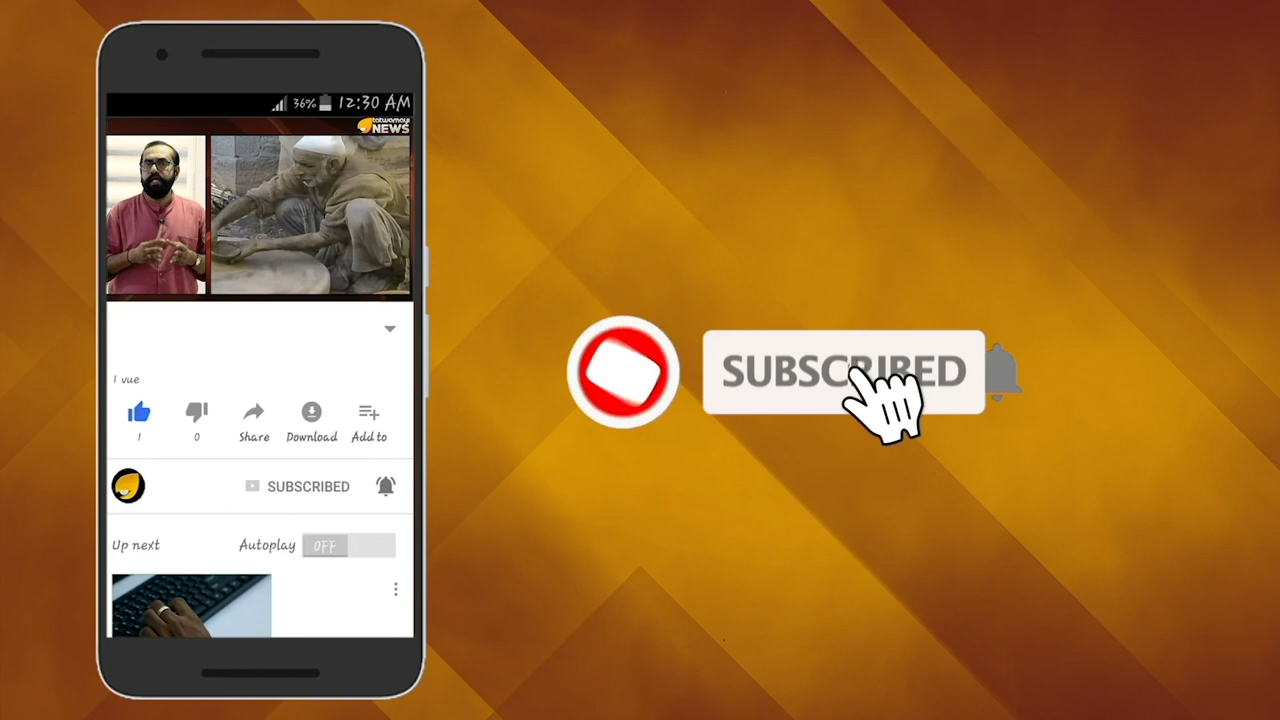 36% 12:30 AM
tatwamayi
NEWS
1 vue
1
0
Share
Download
Add to
SUBSCRIBED
Up next
Autoplay
OFF
SUBSCRIBED